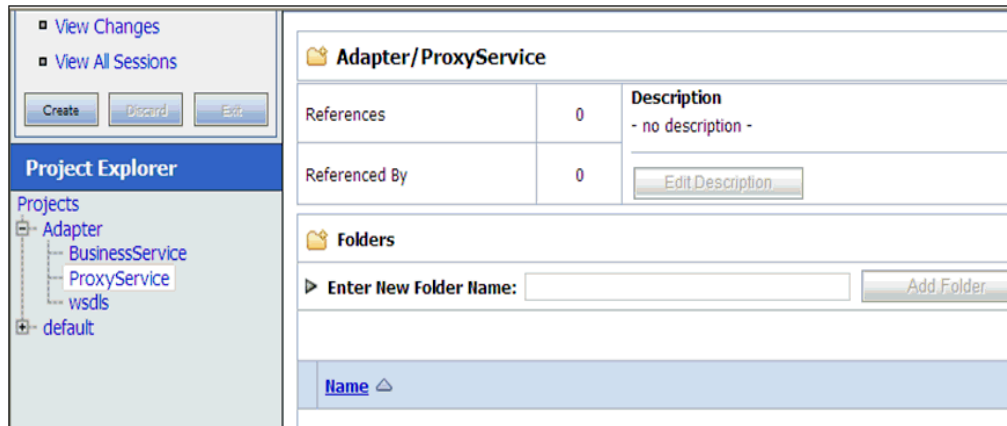 View Changes
View All Sessions
Create Discard Exit
Project Explorer
Projects
Adapter
BusinessService
ProxyService
wsdls
default
Adapter/ProxyService
References 0
Description
- no description -
Referenced By 0
Edit Description
Folders
Enter New Folder Name: Add Folder
Name